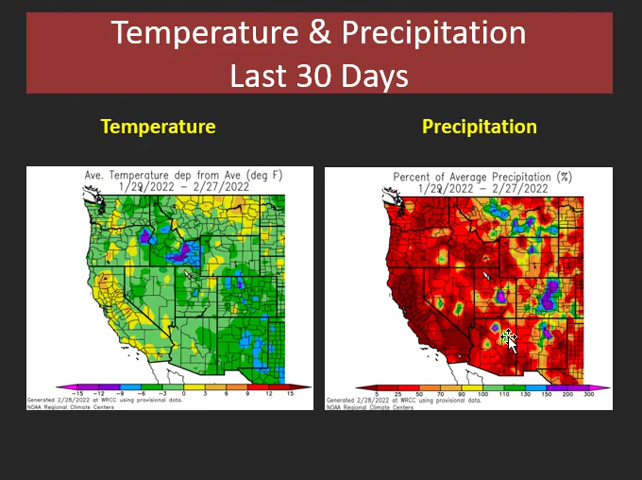 Temperature & Precipitation
Last 30 Days
Temperature
Precipitation
Ave. Temperature dep from Ave (deg F)
1/29/2022 – 2/27/2022
-15 -12 -9 -6 -3 0 3 6 9 12 15
Generated 2/28/2022 at WRCC using provisional data.
NOAA Regional Climate Centers
Percent of Average Precipitation (%)
1/29/2022 – 2/27/2022
5 25 50 70 90 100 110 130 150 200 300
Generated 2/28/2022 at WRCC using provisional data.
NOAA Regional Climate Centers